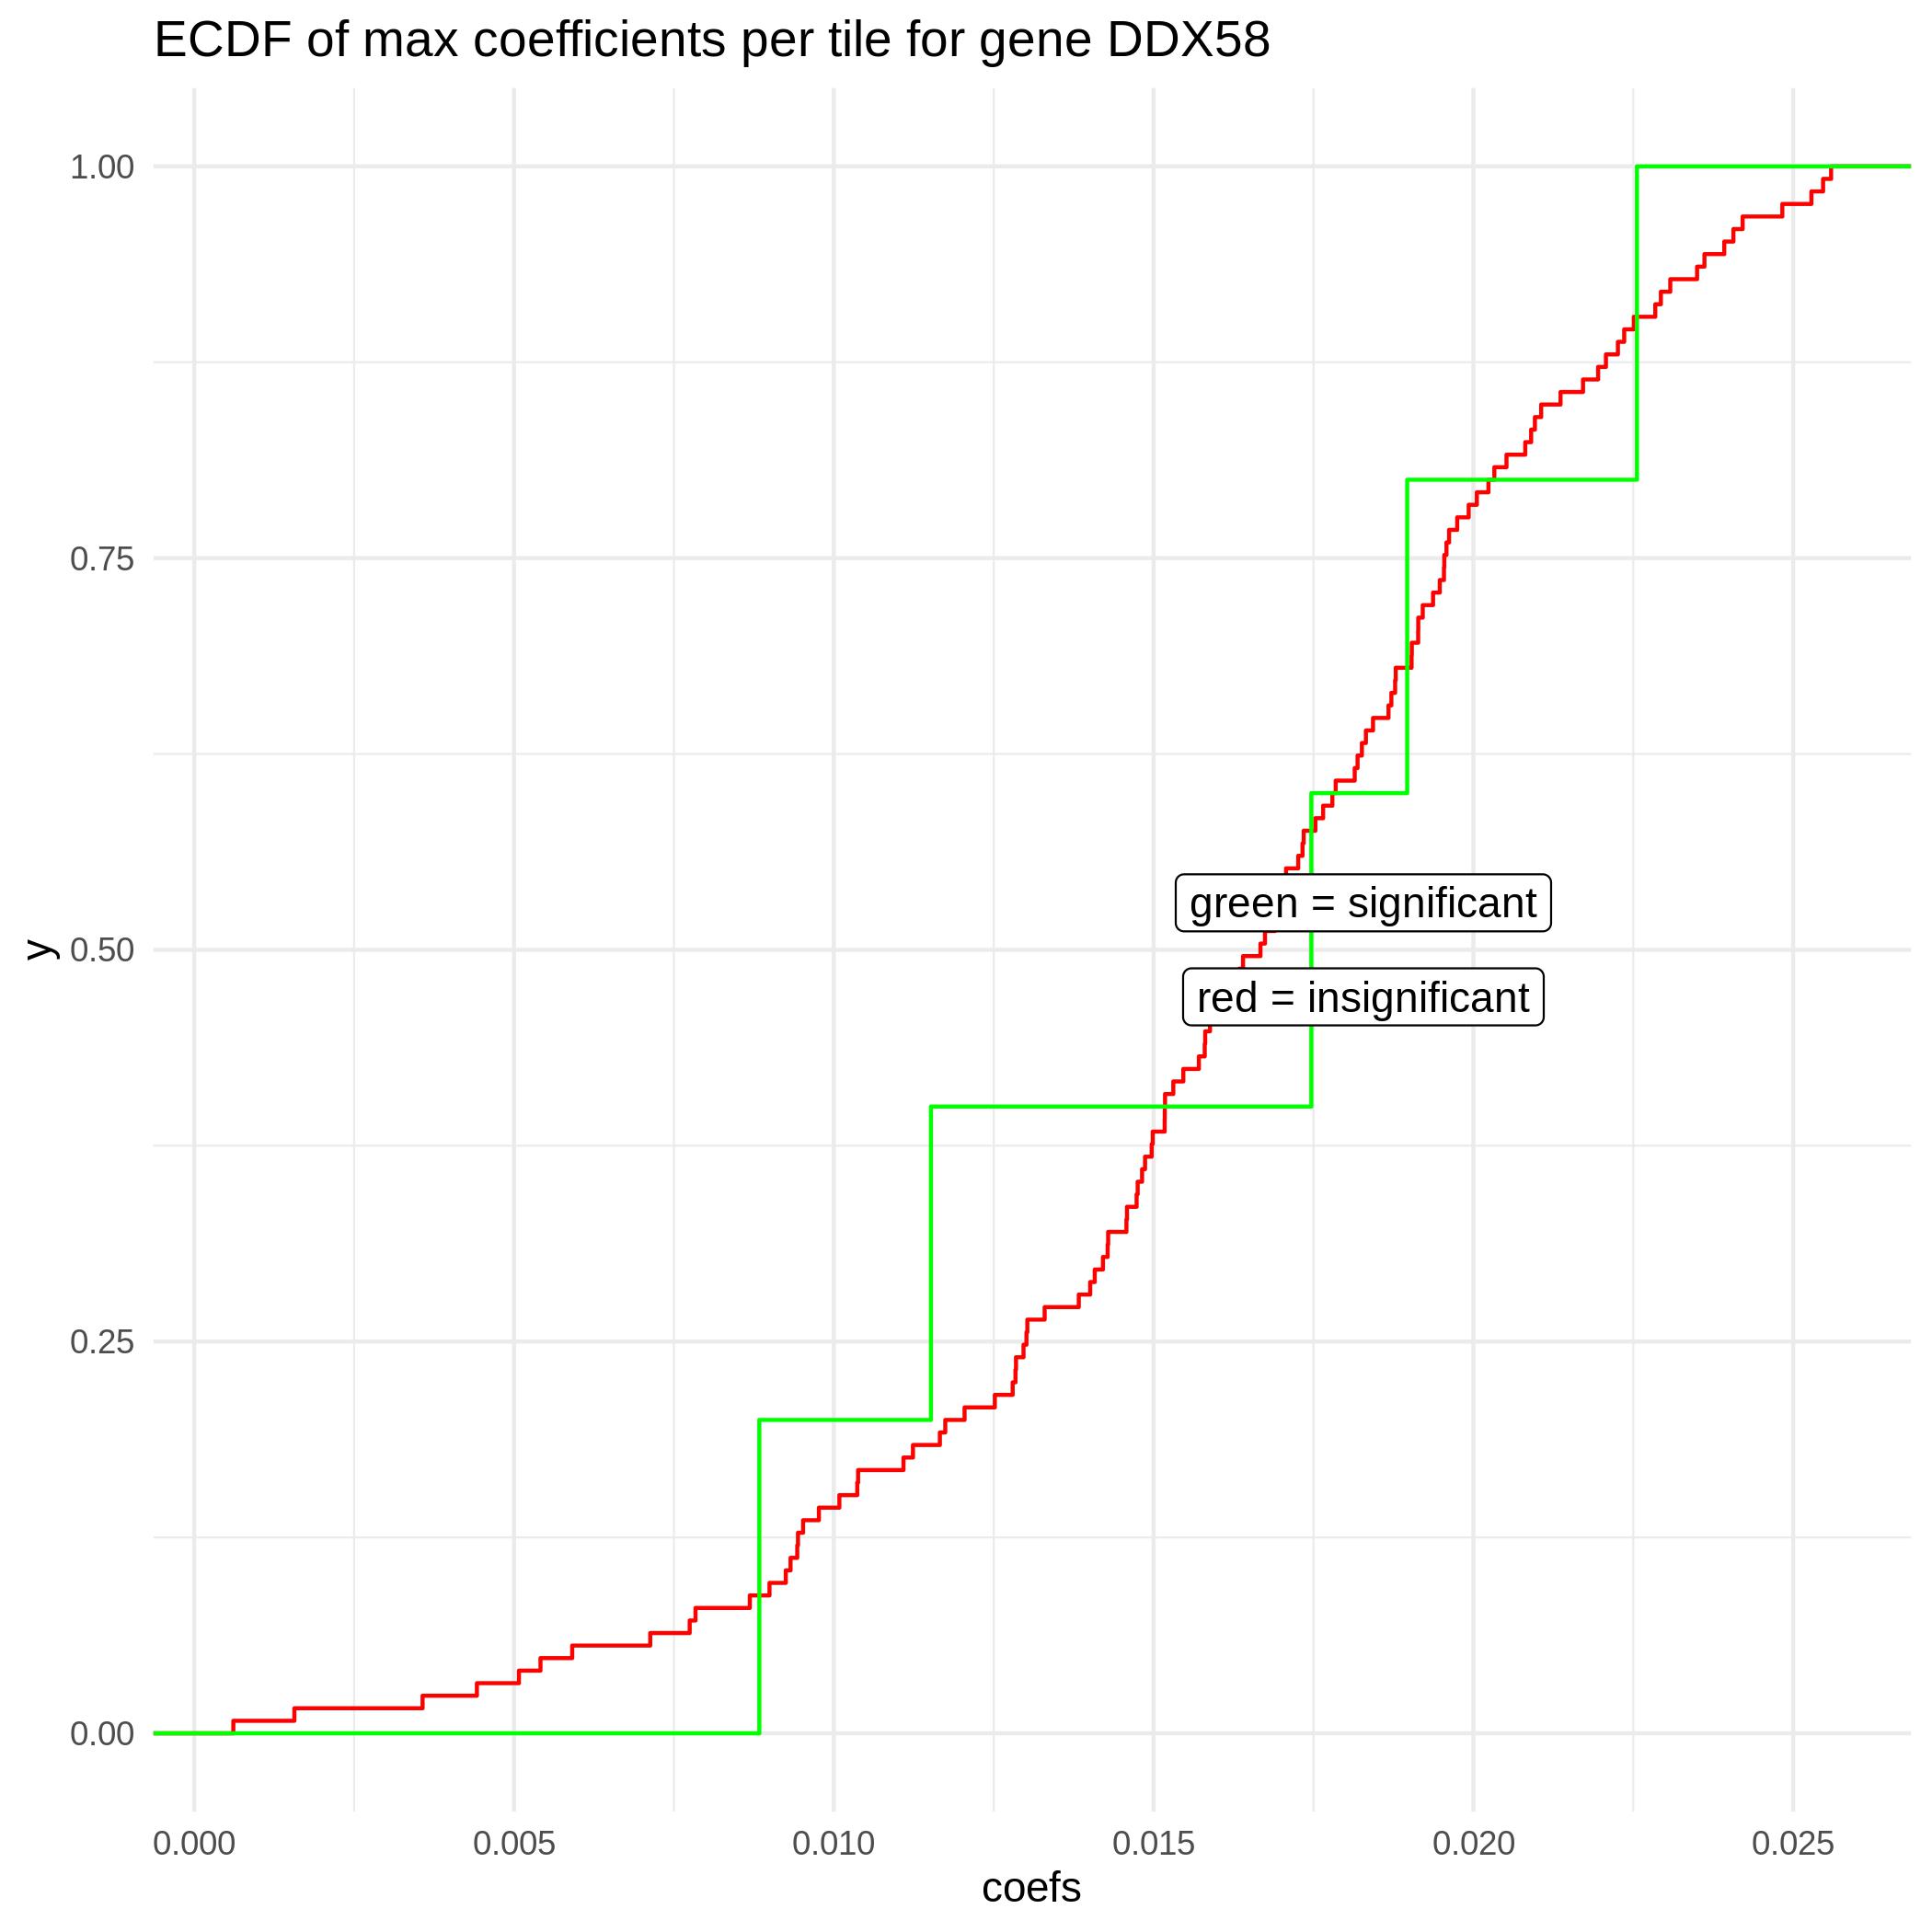 ECDF of max coefficients per tile for gene DDX58
1.00
0.75
0.50
0.25
0.00
y
green = significant
red = insignificant
0.000 0.005 0.010 0.015 0.020 0.025
coefs